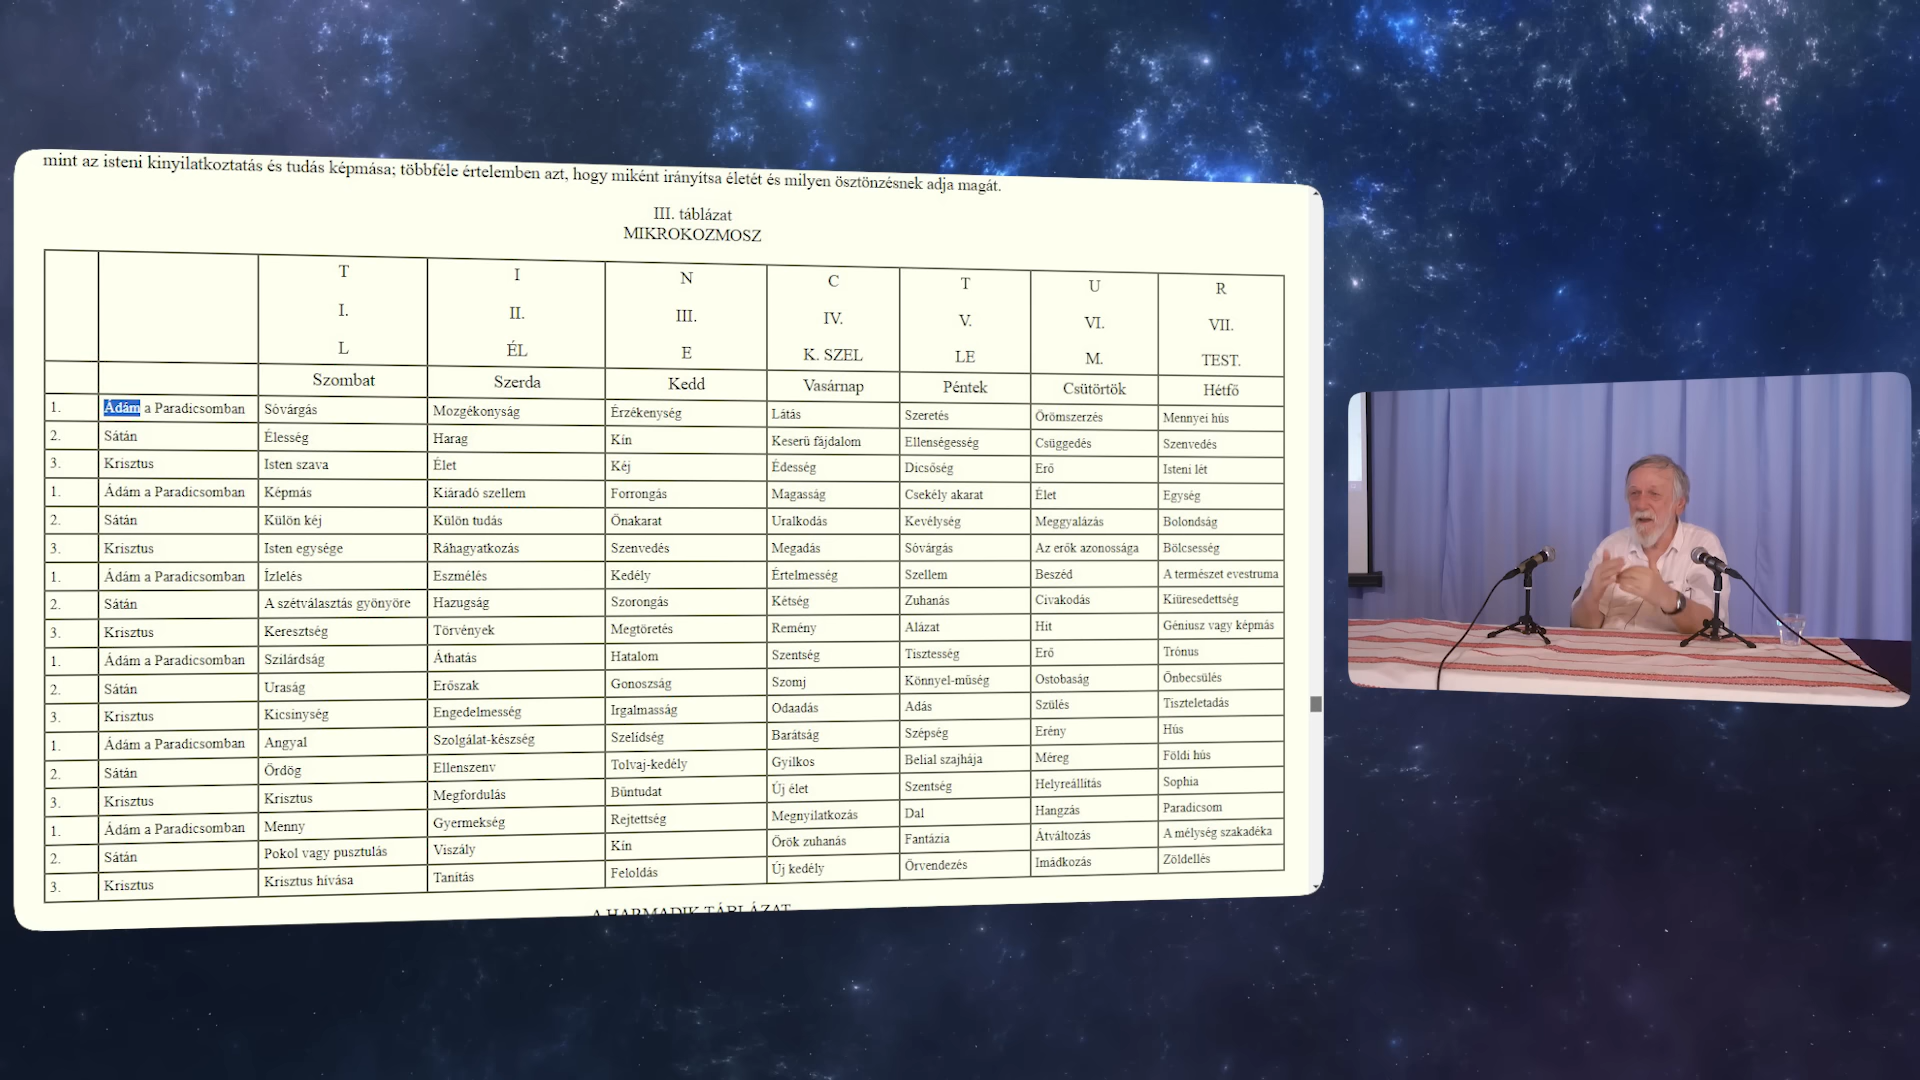 mint az isteni kinyilatkoztatás és tudás képmása; többféle értelemben azt, hogy miként irányítsa életét és milyen ösztönzésnek adja magát.
III. táblázat
MIKROKOZMOSZ
T I N C T U R
I. II. III. IV. V. VI. VII.
L ÉL E K. SZEL LE M. TEST.
Szombat Szerda Kedd Vasárnap Péntek Csütörtök Hétfő
1. Ádám a Paradicsomban Sóvárgás Mozgékonyság Érzékenység Látás Szeretés Örömszerzés Mennyei hús
2. Sátán Élesség Harag Kín Keserű fájdalom Ellenségesség Csüggedés Szenvedés
3. Krisztus Isten szava Élet Kéj Édesség Dicsőség Erő Isteni lét
1. Ádám a Paradicsomban Képmás Kiáradó szellem Forrongás Magasság Csekély akarat Élet Egység
2. Sátán Külön kéj Külön tudás Önakarat Uralkodás Kevélység Meggyalázás Bolondság
3. Krisztus Isten egysége Ráhagyatkozás Szenvedés Megadás Sóvárgás Az erők azonossága Bölcsesség
1. Ádám a Paradicsomban Ízlelés Eszmélés Kedély Értelmesség Szellem Beszéd A természet evestruma
2. Sátán A szétválasztás gyönyöre Hazugság Szorongás Kétség Zuhanás Civakodás Kiüresedettség
3. Krisztus Keresztség Törvények Megtöretés Remény Alázat Hit Géniusz vagy képmás
1. Ádám a Paradicsomban Szilárdság Áthatás Hatalom Szentség Tisztesség Erő Trónus
2. Sátán Uraság Erőszak Gonoszság Szomj Könnyel-műség Ostobaság Önbecsülés
3. Krisztus Kicsinység Engedelmesség Irgalmasság Odaadás Adás Szülés Tiszteletadás
1. Ádám a Paradicsomban Angyal Szolgálat-készség Szelídség Barátság Szépség Erény Hús
2. Sátán Ördög Ellenszenv Tolvaj-kedély Gyilkos Belial szajhája Méreg Földi hús
3. Krisztus Krisztus Megfordulás Bűntudat Új élet Szentség Helyreállítás Sophia
1. Ádám a Paradicsomban Menny Gyermekség Rejtettség Megnyilatkozás Dal Hangzás Paradicsom
2. Sátán Pokol vagy pusztulás Viszály Kín Örök zuhanás Fantázia Átváltozás A mélység szakadéka
3. Krisztus Krisztus hívása Tanítás Feloldás Új kedély Örvendezés Imádkozás Zöldellés
A HARMADIK TÁBLÁZAT